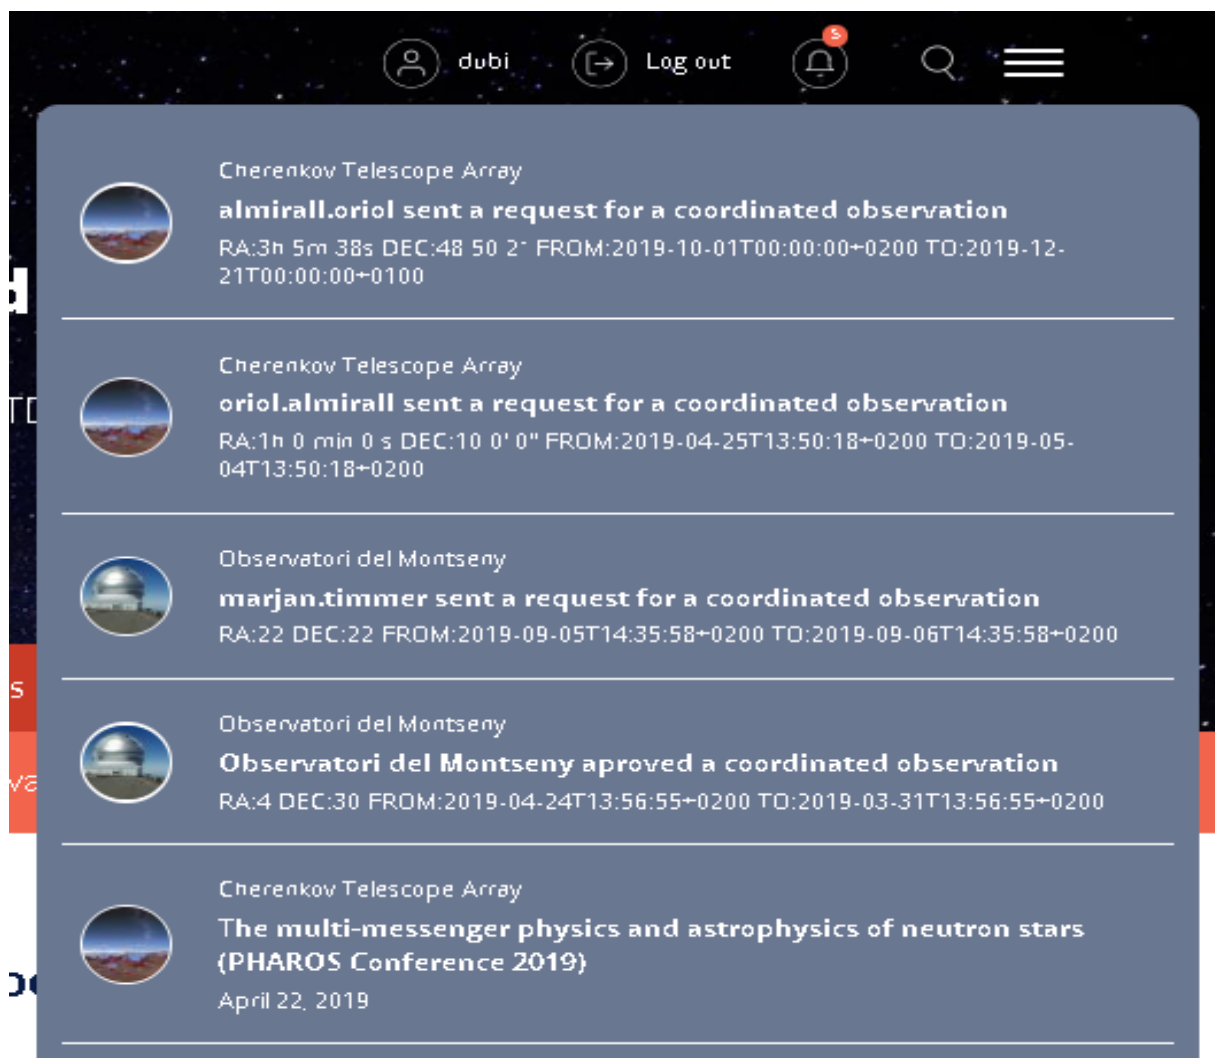 dubi
Log out
5
Cherenkov Telescope Array
almirall.oriol sent a request for a coordinated observation
RA:3h 5m 38s DEC:48 50 2" FROM:2019-10-01T00:00:00+0200 TO:2019-12-
21T00:00:00+0100
Cherenkov Telescope Array
oriol.almirall sent a request for a coordinated observation
RA:1h 0 min 0 s DEC:10 0' 0" FROM:2019-04-25T13:50:18+0200 TO:2019-05-
04T13:50:18+0200
Observatori del Montseny
marjan.timmer sent a request for a coordinated observation
RA:22 DEC:22 FROM:2019-09-05T14:35:58+0200 TO:2019-09-06T14:35:58+0200
Observatori del Montseny
Observatori del Montseny aproved a coordinated observation
RA:4 DEC:30 FROM:2019-04-24T13:56:55+0200 TO:2019-03-31T13:56:55+0200
Cherenkov Telescope Array
The multi-messenger physics and astrophysics of neutron stars
(PHAROS Conference 2019)
April 22, 2019